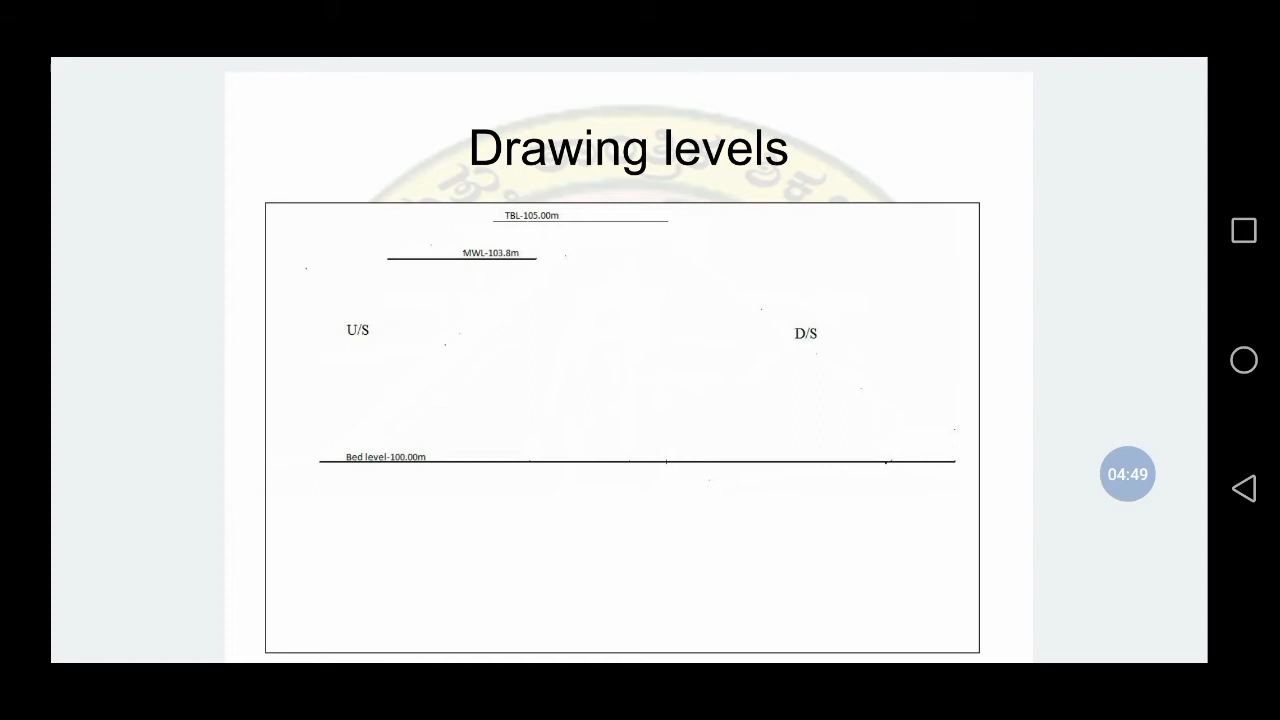 Drawing levels
TBL-105.00m
MWL-103.8m
U/S
D/S
Bed level-100.00m
04:49